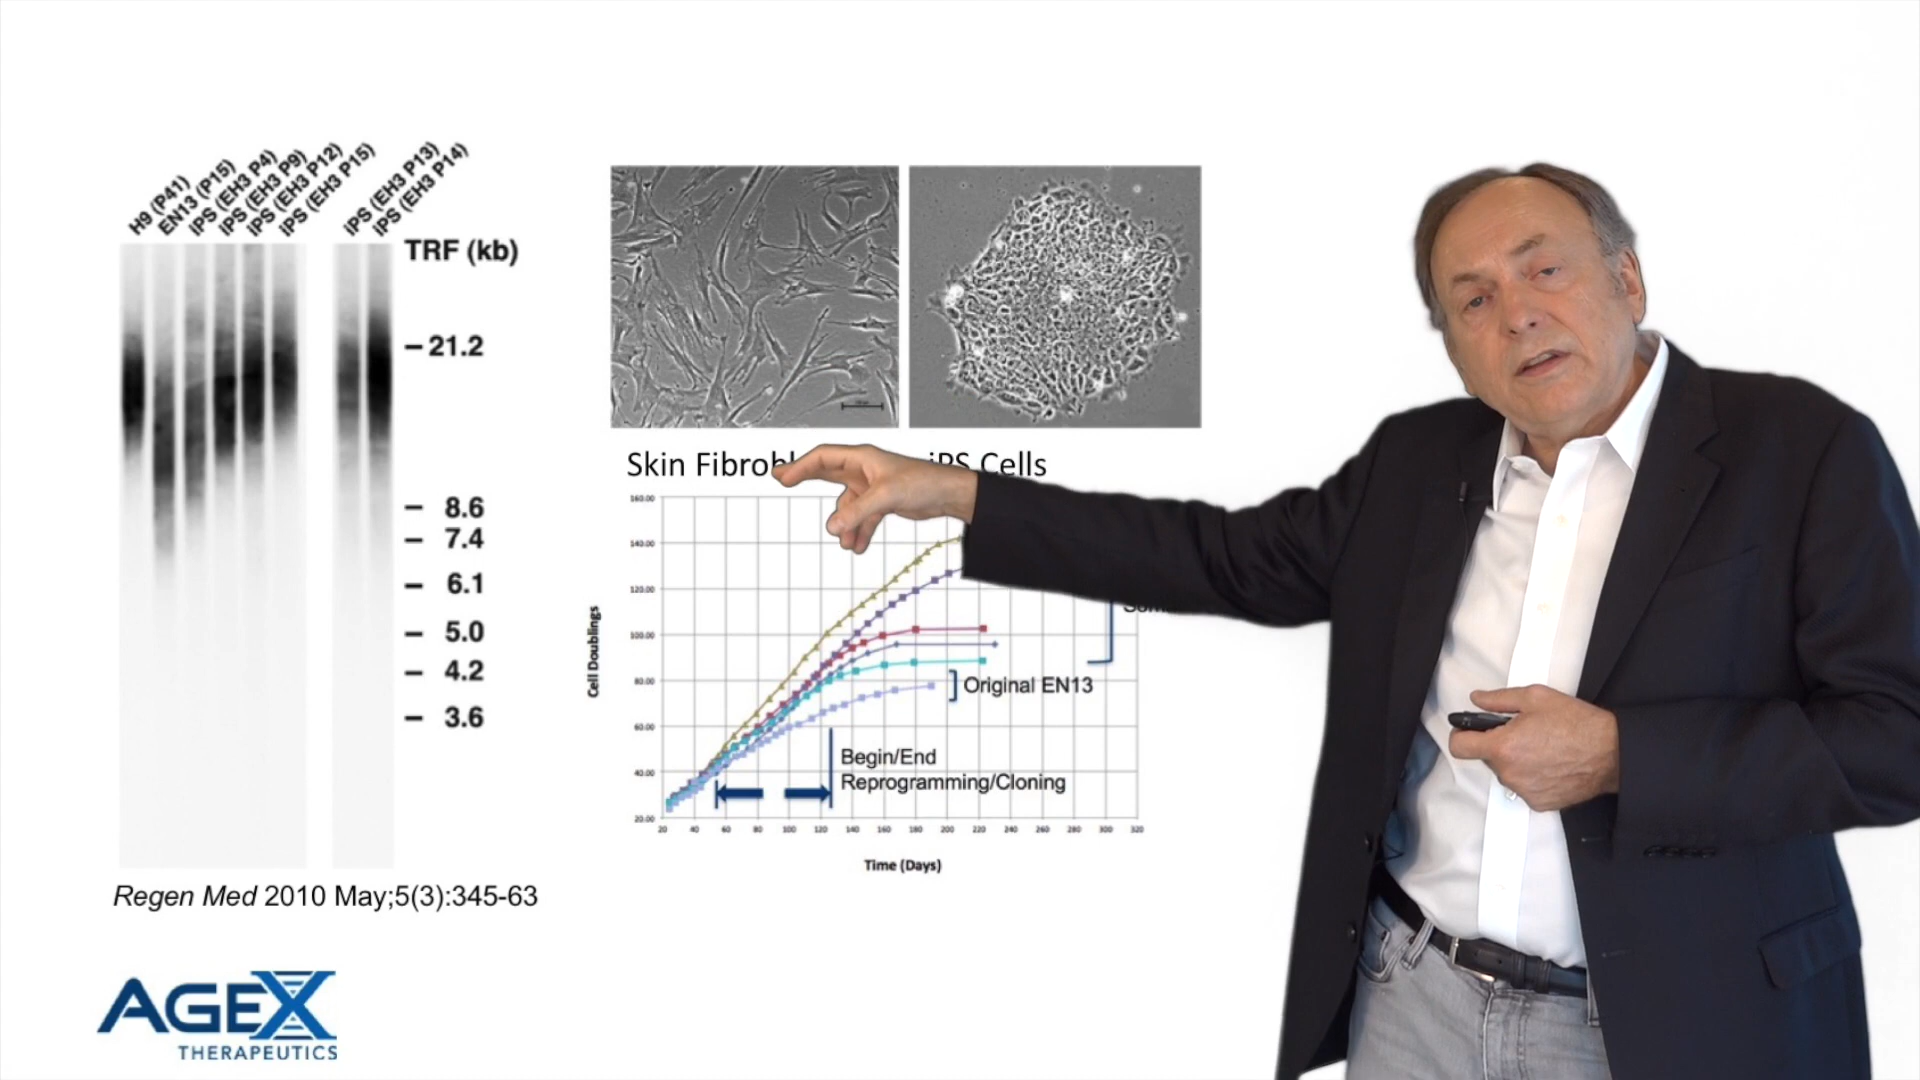 H9 (P41)
EN13 (P15)
iPS (EH3 P4)
iPS (EH3 P9)
iPS (EH3 P12)
iPS (EH3 P15)
iPS (EH3 P13)
iPS (EH3 P14)
TRF (kb)
21.2
8.6
7.4
6.1
5.0
4.2
3.6
Regen Med 2010 May;5(3):345-63
AGEX
THERAPEUTICS
Skin
iPS Cells
160.00
140.00
120.00
100.00
80.00
60.00
40.00
20.00
Cell Doublings
Original EN13
Begin/End
Reprogramming/Cloning
20 40 60 80 100 120 140 160 180 200 220 240 260 280 300 320
Time (Days)